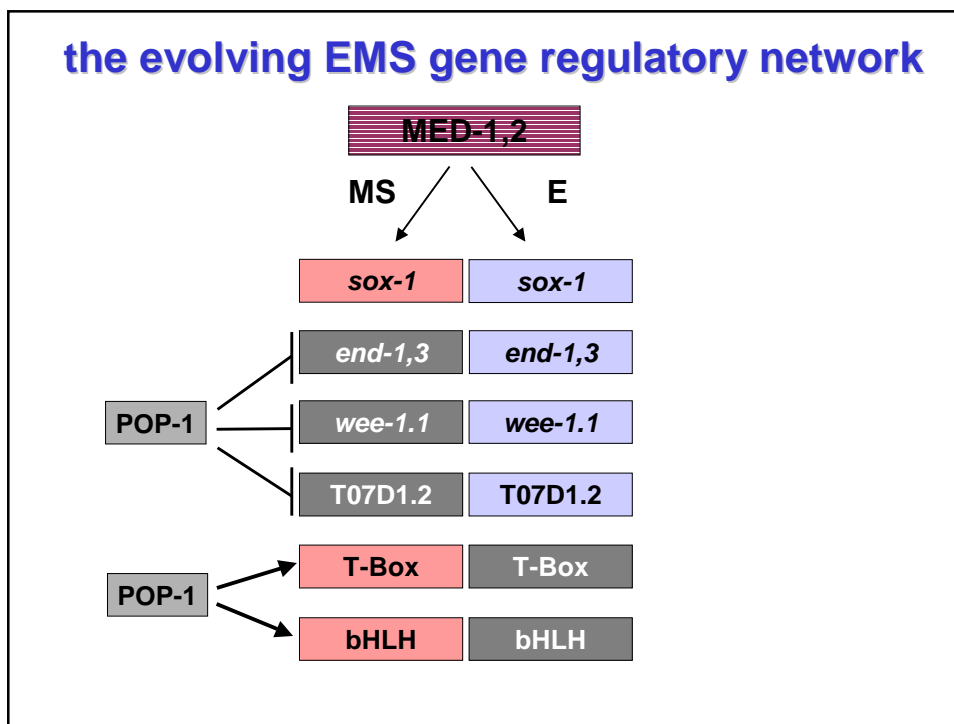 the evolving EMS gene regulatory network
MED-1,2
MS E
sox-1 sox-1
end-1,3 end-1,3
POP-1 wee-1.1 wee-1.1
T07D1.2 T07D1.2
T-Box T-Box
POP-1
bHLH bHLH